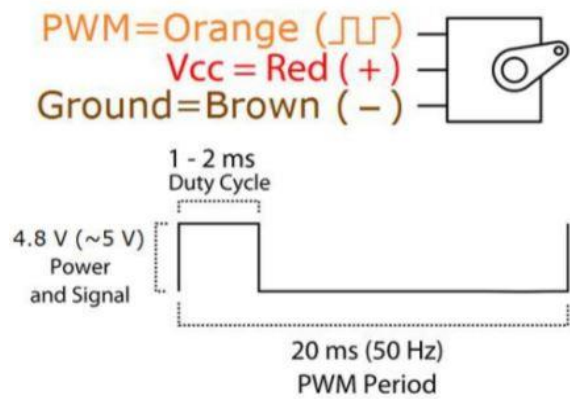 PWM=Orange (⎍⎍)
Vcc = Red ( + )
Ground=Brown ( − )
1 - 2 ms
Duty Cycle
4.8 V (~5 V)
Power
and Signal
20 ms (50 Hz)
PWM Period